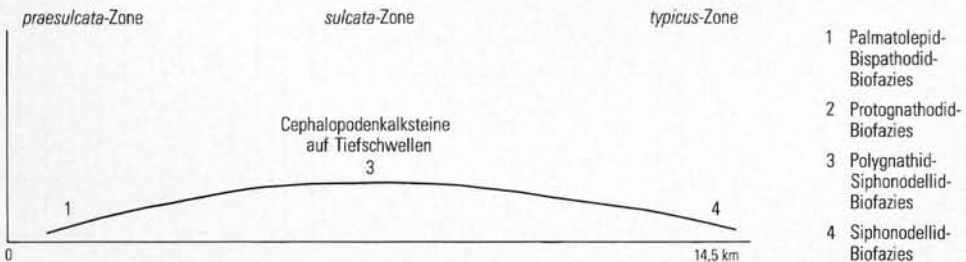 praesulcata-Zone
sulcata-Zone
typicus-Zone
Cephalopodenkalksteine
auf Tiefschwellen
3
1
4
0
14,5 km
1 Palmatolepid-
Bispathodid-
Biofazies
2 Protognathodid-
Biofazies
3 Polygnathid-
Siphonodellid-
Biofazies
4 Siphonodellid-
Biofazies